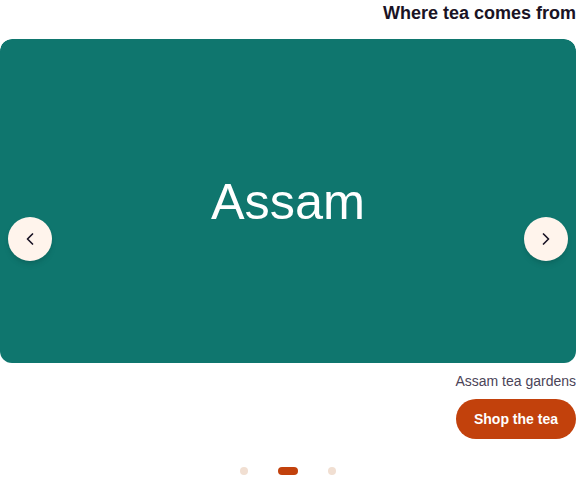 Where tea comes from
Assam
Assam tea gardens
Shop the tea